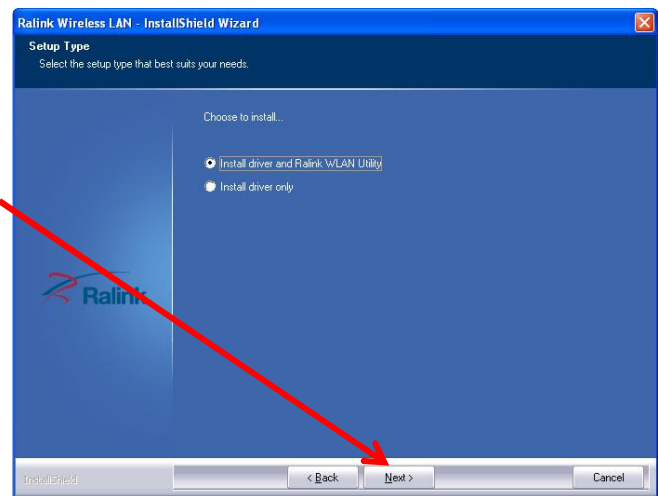 Ralink Wireless LAN - InstallShield Wizard
Setup Type
Select the setup type that best suits your needs.
Choose to install...
Install driver and Ralink WLAN Utility
Install driver only
Ralink
InstallShield
< Back
Next >
Cancel